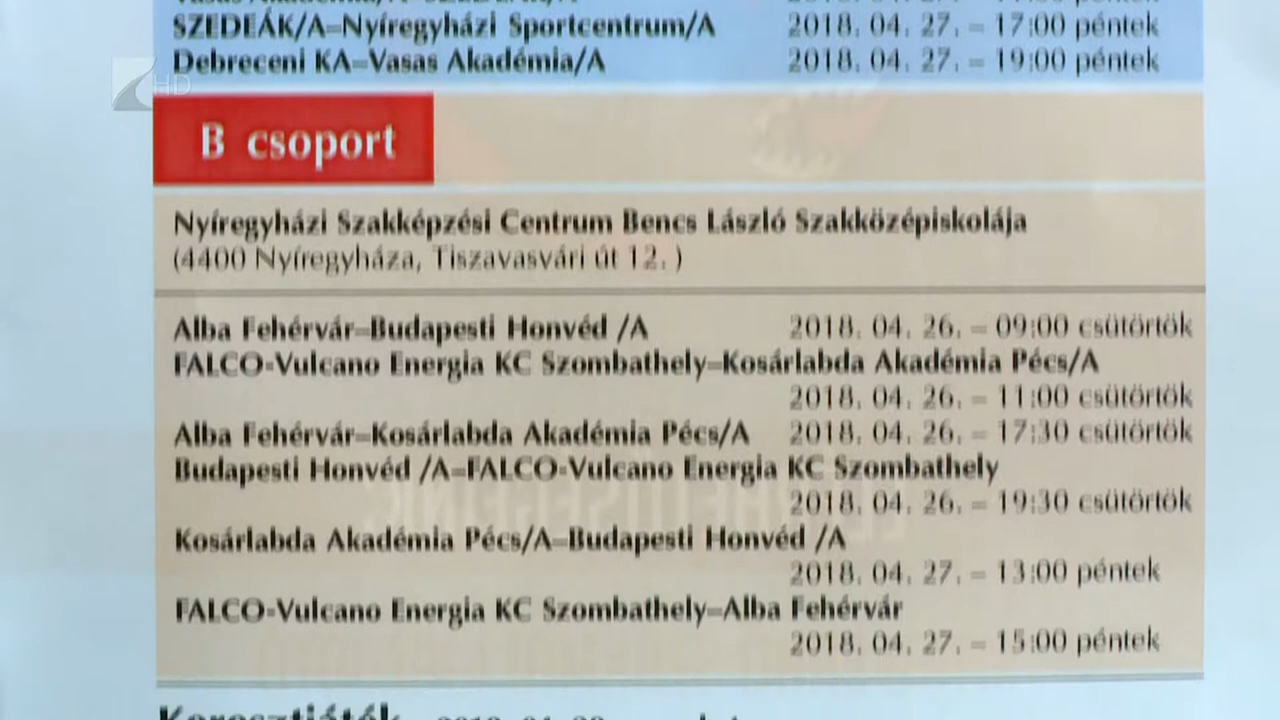 SZEDEÁK/A–Nyíregyházi Sportcentrum/A 2018. 04. 27. – 17:00 péntek
Debreceni KA–Vasas Akadémia/A 2018. 04. 27. – 19:00 péntek
HD
B csoport
Nyíregyházi Szakképzési Centrum Bencs László Szakközépiskolája
(4400 Nyíregyháza, Tiszavasvári út 12. )
Alba Fehérvár–Budapesti Honvéd /A 2018. 04. 26. – 09:00 csütörtök
FALCO-Vulcano Energia KC Szombathely–Kosárlabda Akadémia Pécs/A
2018. 04. 26. – 11:00 csütörtök
Alba Fehérvár–Kosárlabda Akadémia Pécs/A 2018. 04. 26. – 17:30 csütörtök
Budapesti Honvéd /A–FALCO-Vulcano Energia KC Szombathely
2018. 04. 26. – 19:30 csütörtök
Kosárlabda Akadémia Pécs/A–Budapesti Honvéd /A
2018. 04. 27. – 13:00 péntek
FALCO-Vulcano Energia KC Szombathely–Alba Fehérvár
2018. 04. 27. – 15:00 péntek